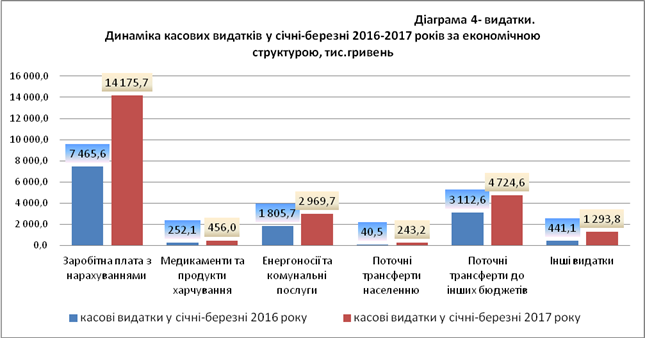 Діаграма 4- видатки.
Динаміка касових видатків у січні-березні 2016-2017 років за економічною
структурою, тис.гривень
16 000,0
14 000,0
12 000,0
10 000,0
8 000,0
6 000,0
4 000,0
2 000,0
0,0
7 465,6
14 175,7
252,1
456,0
1 805,7
2 969,7
40,5
243,2
3 112,6
4 724,6
441,1
1 293,8
Заробітна плата з
нарахуваннями
Медикаменти та
продукти
харчування
Енергоносії та
комунальні
послуги
Поточні
трансферти
населенню
Поточні
трансферти до
інших бюджетів
Інші видатки
касові видатки у січні-березні 2016 року
касові видатки у січні-березні 2017 року